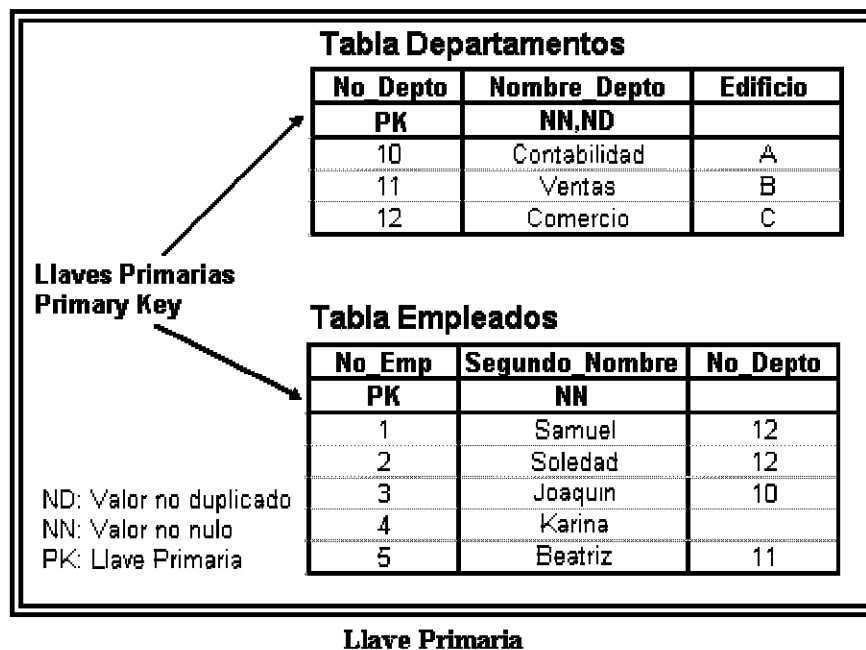 Tabla Departamentos
No_Depto Nombre_Depto Edificio
PK NN,ND
10 Contabilidad A
11 Ventas B
12 Comercio C
Llaves Primarias
Primary Key
Tabla Empleados
No_Emp Segundo_Nombre No_Depto
PK NN
1 Samuel 12
2 Soledad 12
3 Joaquin 10
4 Karina
5 Beatriz 11
ND: Valor no duplicado
NN: Valor no nulo
PK: Llave Primaria
Llave Primaria